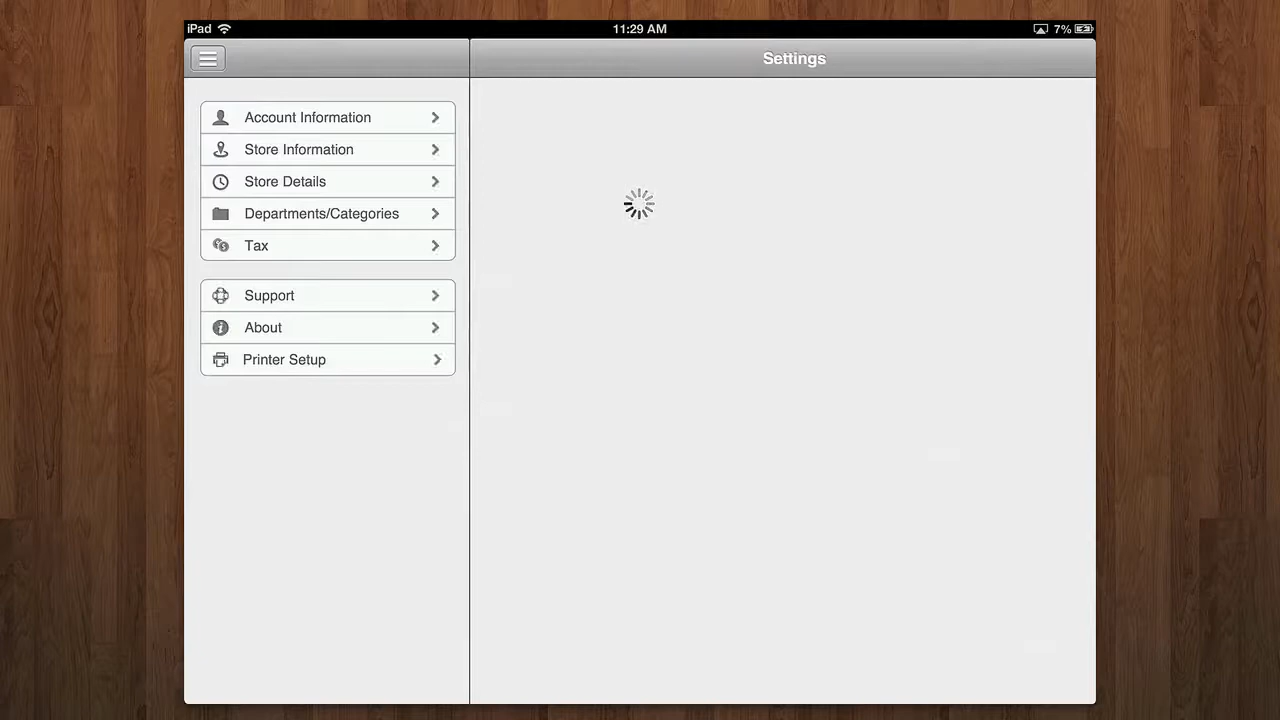 iPad 11:29 AM 7%
Settings
Account Information
Store Information
Store Details
Departments/Categories
Tax
Support
About
Printer Setup